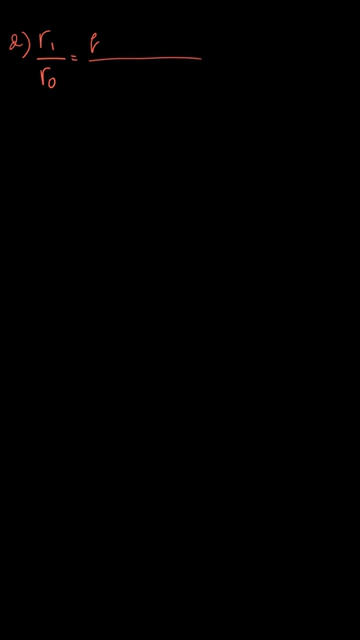 2) r₁/r₀ =